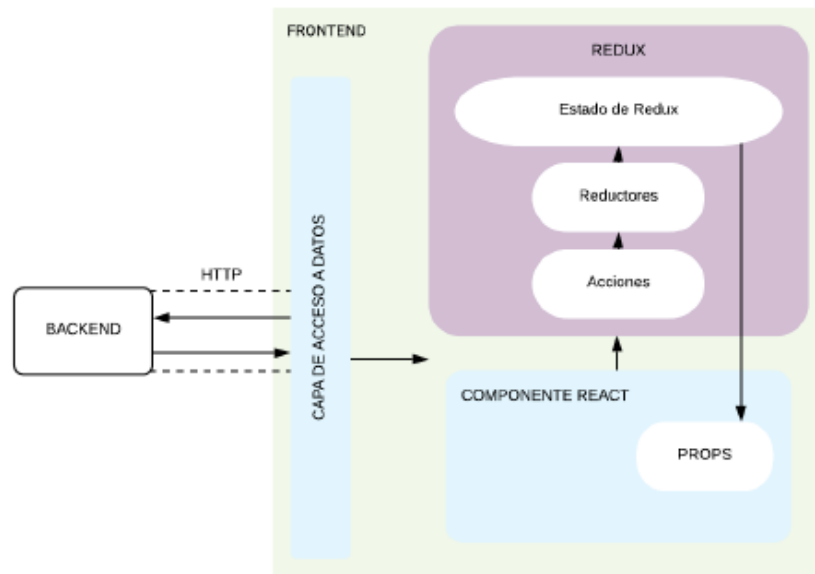 FRONTEND
REDUX
Estado de Redux
Reductores
Acciones
HTTP
BACKEND
CAPA DE ACCESO A DATOS
COMPONENTE REACT
PROPS